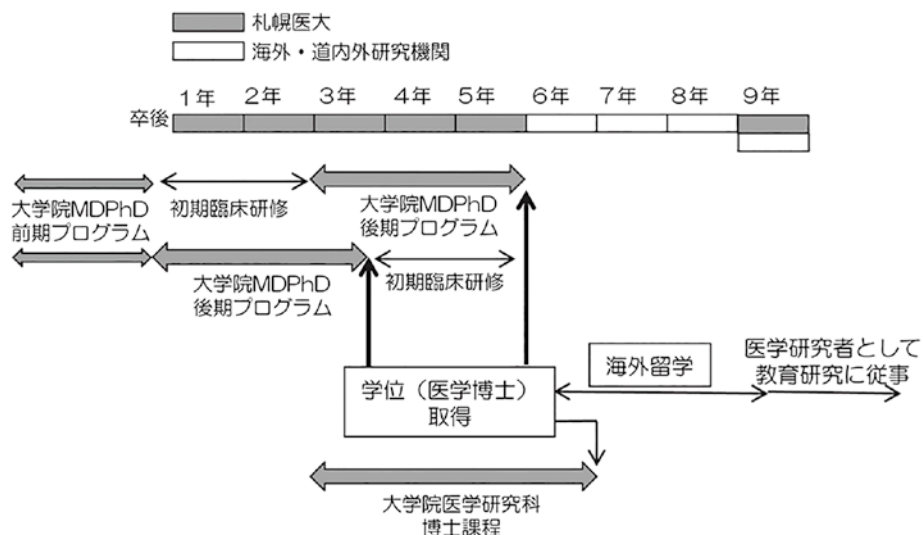 札幌医大
海外・道内外研究機関
1年 2年 3年 4年 5年 6年 7年 8年 9年
卒後
大学院MDPhD
前期プログラム
初期臨床研修
大学院MDPhD
後期プログラム
大学院MDPhD
後期プログラム
初期臨床研修
学位（医学博士）
取得
海外留学
医学研究者として
教育研究に従事
大学院医学研究科
博士課程